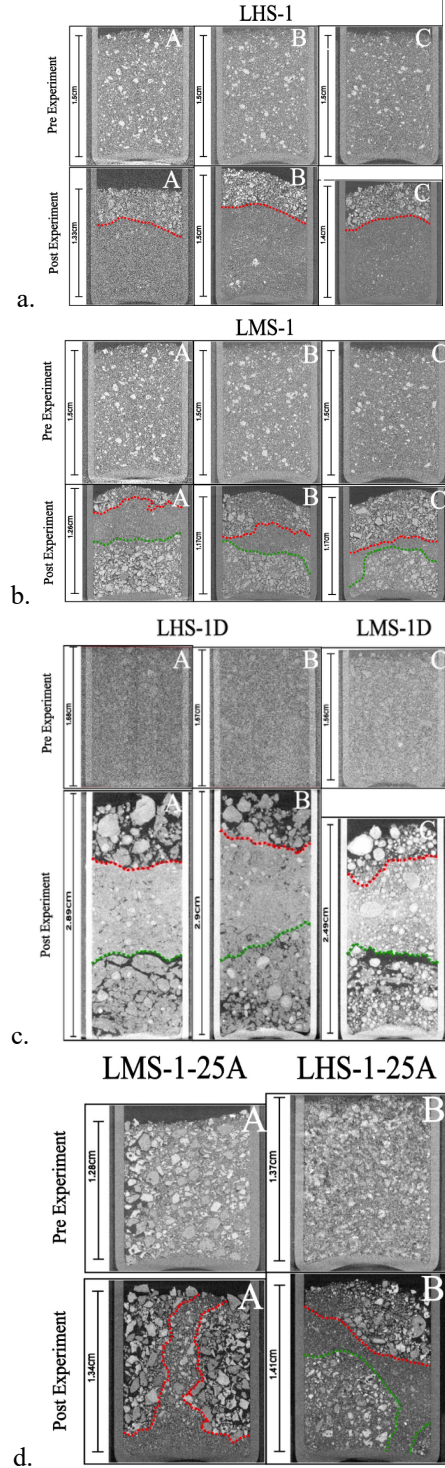 LHS-1
Pre Experiment
1.5cm A
1.5cm B
1.5cm C
Post Experiment
1.33cm A
1.5cm B
1.4cm C
a.
LMS-1
Pre Experiment
1.5cm A
1.5cm B
1.5cm C
Post Experiment
1.26cm A
1.17cm B
1.17cm C
b.
LHS-1D LMS-1D
Pre Experiment
A
1.67cm B
1.56cm C
Post Experiment
2.89cm A
2.9cm B
2.49cm C
c.
LMS-1-25A LHS-1-25A
Pre Experiment
1.28cm A
1.37cm B
Post Experiment
1.34cm A
1.41cm B
d.